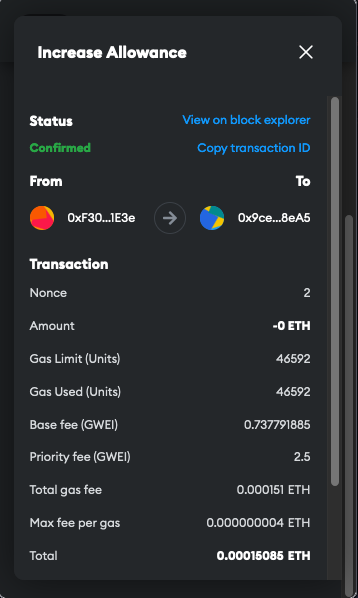 Increase Allowance
Status View on block explorer
Confirmed Copy transaction ID
From To
0xF30...1E3e 0x9ce...8eA5
Transaction
Nonce 2
Amount -0 ETH
Gas Limit (Units) 46592
Gas Used (Units) 46592
Base fee (GWEI) 0.737791885
Priority fee (GWEI) 2.5
Total gas fee 0.000151 ETH
Max fee per gas 0.000000004 ETH
Total 0.00015085 ETH